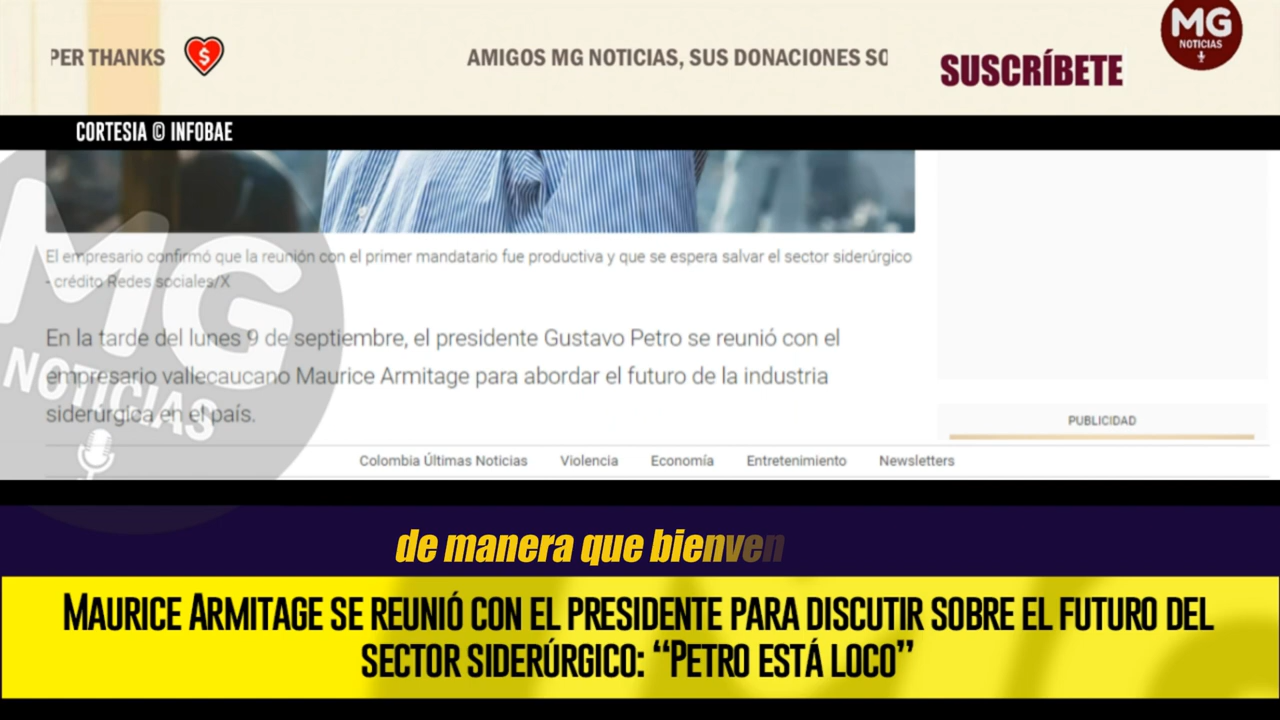 PER THANKS
AMIGOS MG NOTICIAS, SUS DONACIONES SO
SUSCRÍBETE
MG
NOTICIAS
CORTESIA © INFOBAE
El empresario confirmó que la reunión con el primer mandatario fue productiva y que se espera salvar el sector siderúrgico
- crédito Redes sociales/X
En la tarde del lunes 9 de septiembre, el presidente Gustavo Petro se reunió con el
empresario vallecaucano Maurice Armitage para abordar el futuro de la industria
siderúrgica en el país.
MG
NOTICIAS
PUBLICIDAD
Colombia Últimas Noticias Violencia Economía Entretenimiento Newsletters
de manera que bienven
MAURICE ARMITAGE SE REUNIÓ CON EL PRESIDENTE PARA DISCUTIR SOBRE EL FUTURO DEL
SECTOR SIDERÚRGICO: “PETRO ESTÁ LOCO”